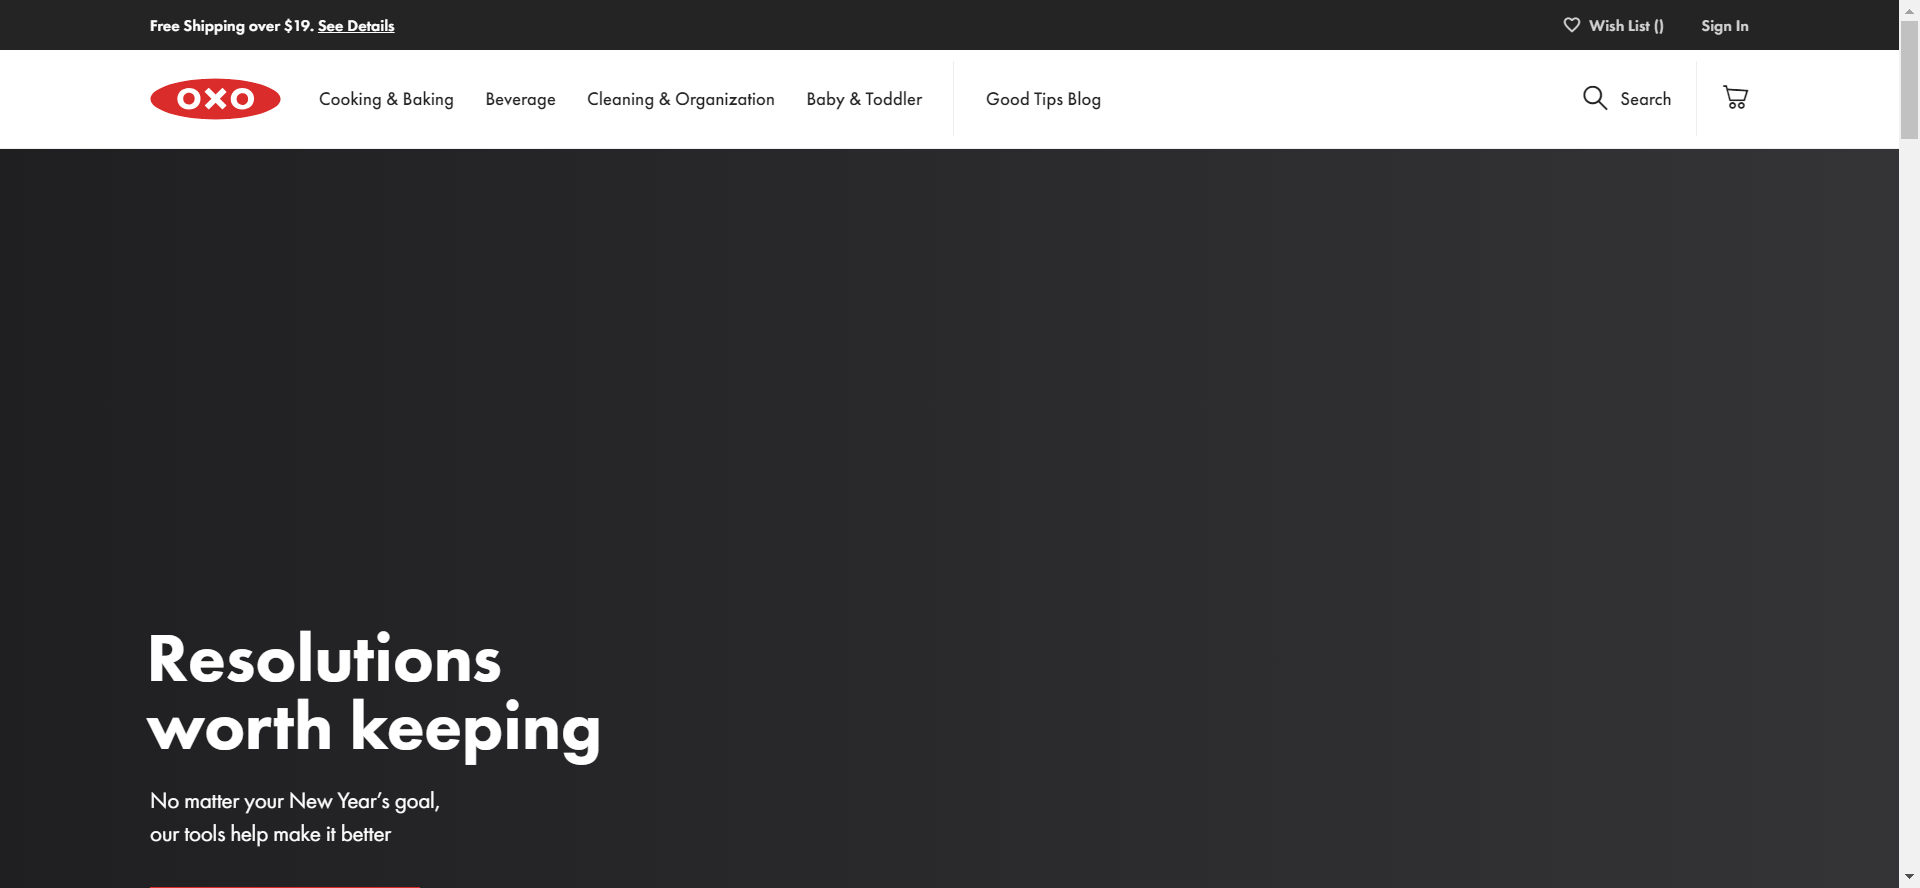 Free Shipping over $19. See Details
Wish List ()
Sign In
OXO
Cooking & Baking
Beverage
Cleaning & Organization
Baby & Toddler
Good Tips Blog
Search
Resolutions
worth keeping
No matter your New Year’s goal,
our tools help make it better